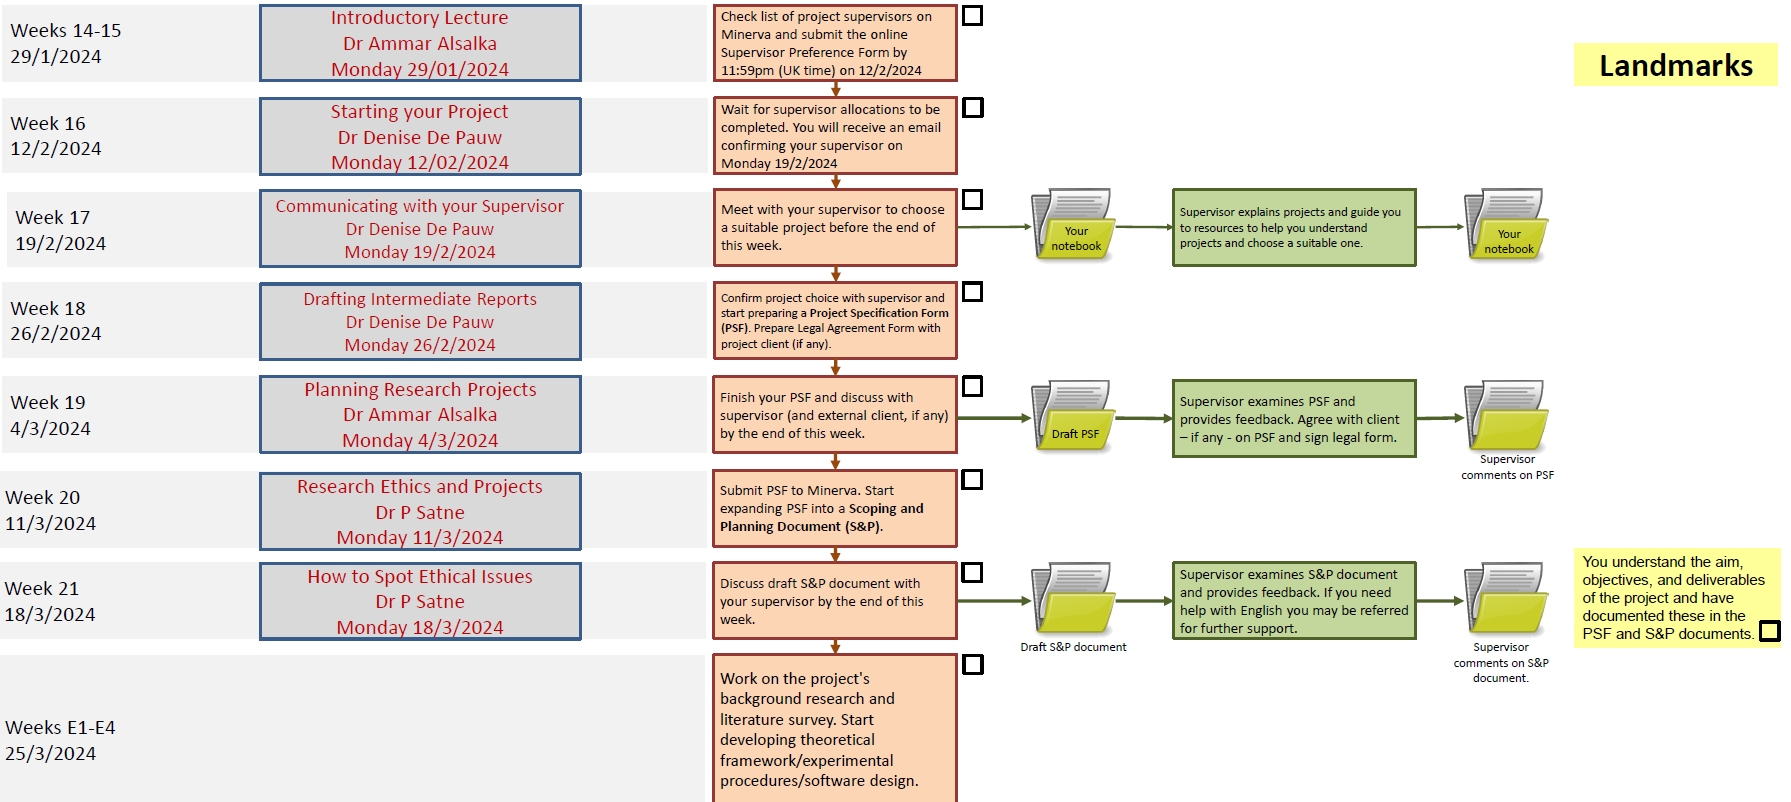 Weeks 14-15
29/1/2024
Introductory Lecture
Dr Ammar Alsalka
Monday 29/01/2024
Check list of project supervisors on
Minerva and submit the online
Supervisor Preference Form by
11:59pm (UK time) on 12/2/2024
Landmarks
Week 16
12/2/2024
Starting your Project
Dr Denise De Pauw
Monday 12/02/2024
Wait for supervisor allocations to be
completed. You will receive an email
confirming your supervisor on
Monday 19/2/2024
Week 17
19/2/2024
Communicating with your Supervisor
Dr Denise De Pauw
Monday 19/2/2024
Meet with your supervisor to choose
a suitable project before the end of
this week.
Your
notebook
Supervisor explains projects and guide you
to resources to help you understand
projects and choose a suitable one.
Your
notebook
Week 18
26/2/2024
Drafting Intermediate Reports
Dr Denise De Pauw
Monday 26/2/2024
Confirm project choice with supervisor and
start preparing a Project Specification Form
(PSF). Prepare Legal Agreement Form with
project client (if any).
Week 19
4/3/2024
Planning Research Projects
Dr Ammar Alsalka
Monday 4/3/2024
Finish your PSF and discuss with
supervisor (and external client, if any)
by the end of this week.
Draft PSF
Supervisor examines PSF and
provides feedback. Agree with client
– if any - on PSF and sign legal form.
Supervisor
comments on PSF
Week 20
11/3/2024
Research Ethics and Projects
Dr P Satne
Monday 11/3/2024
Submit PSF to Minerva. Start
expanding PSF into a Scoping and
Planning Document (S&P).
Week 21
18/3/2024
How to Spot Ethical Issues
Dr P Satne
Monday 18/3/2024
Discuss draft S&P document with
your supervisor by the end of this
week.
Draft S&P document
Supervisor examines S&P document
and provides feedback. If you need
help with English you may be referred
for further support.
Supervisor
comments on S&P
document.
You understand the aim,
objectives, and deliverables
of the project and have
documented these in the
PSF and S&P documents.
Weeks E1-E4
25/3/2024
Work on the project's
background research and
literature survey. Start
developing theoretical
framework/experimental
procedures/software design.